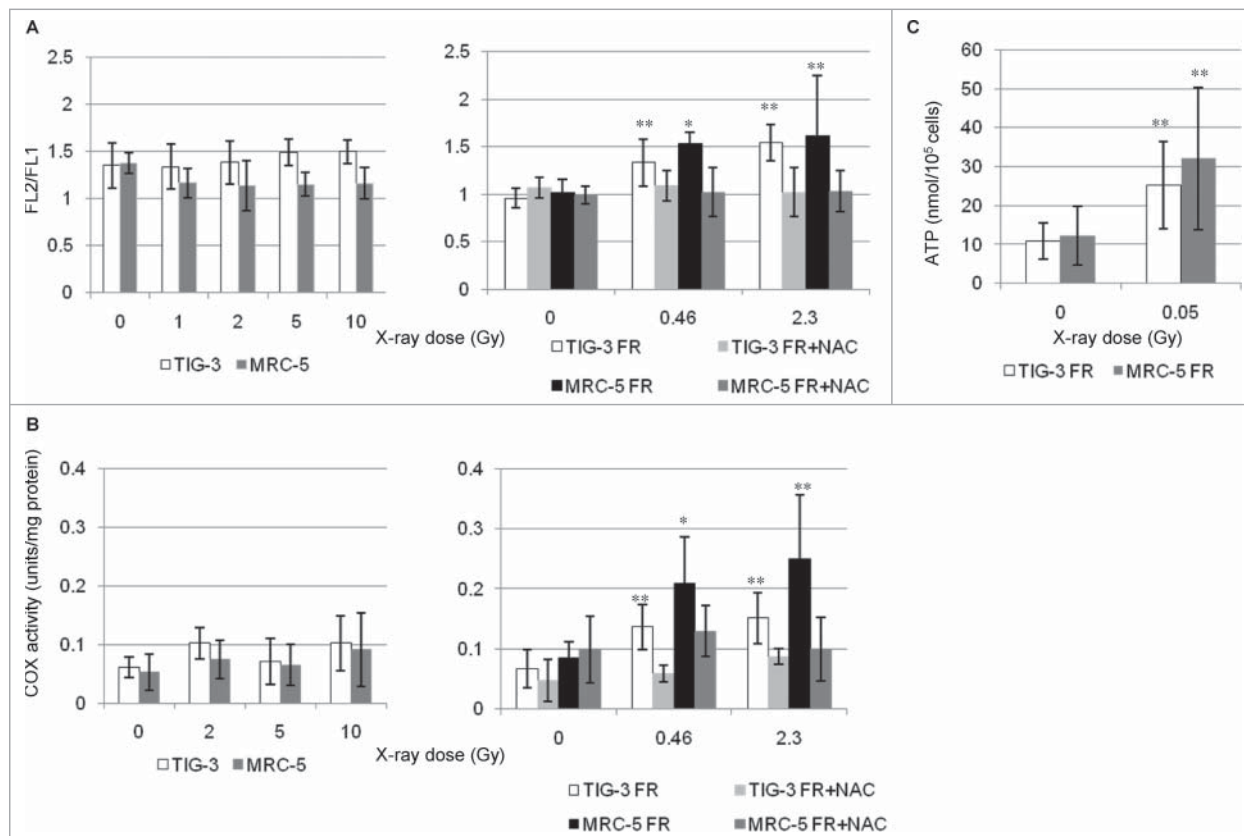 A
2.5
2
1.5
1
0.5
0
FL2/FL1
0 1 2 5 10
X-ray dose (Gy)
TIG-3 MRC-5
2.5
2
1.5
1
0.5
0
** * ** **
0 0.46 2.3
TIG-3 FR TIG-3 FR+NAC
MRC-5 FR MRC-5 FR+NAC
C
60
50
40
30
20
10
0
ATP (nmol/10⁵ cells)
** **
0 0.05
X-ray dose (Gy)
TIG-3 FR MRC-5 FR
B
0.4
0.3
0.2
0.1
0
COX activity (units/mg protein)
0 2 5 10
X-ray dose (Gy)
TIG-3 MRC-5
0.4
0.3
0.2
0.1
0
** * ** **
0 0.46 2.3
TIG-3 FR TIG-3 FR+NAC
MRC-5 FR MRC-5 FR+NAC